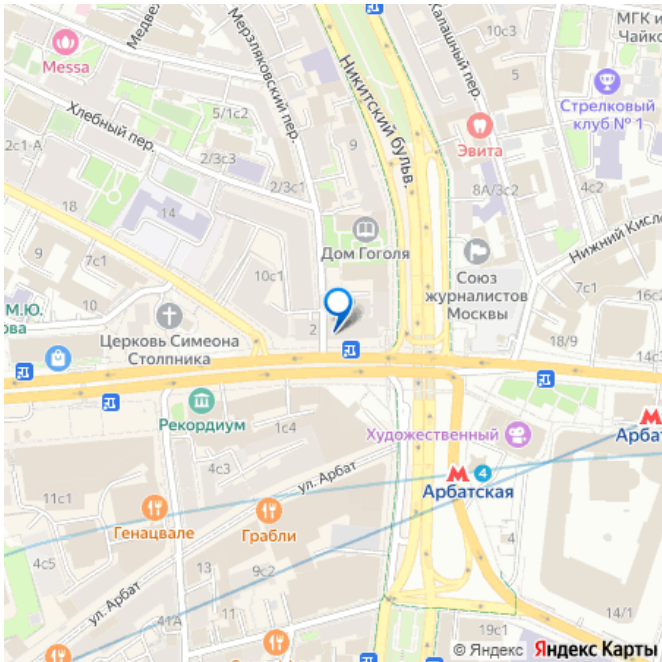 МГК и
Чайко
10с3
Медвеж
Мерзляковский пер.
Никитский бульв.
Калашный пер.
5
Messa
Стрелковый
клуб № 1
Хлебный пер.
5/1с2
9
Эвита
2с1-А
2/3с3
2/3с1
8А/3с2
4с2
18
14
Дом Гоголя
Нижний Кисло
9
7с1
10с1
Союз
журналистов
Москвы
7с1
16с2
М.Ю.
ова
10
Церковь Симеона
Столпника
2
18/9
14с3
Рекордиум
1с4
Художественный
Арбат
4с3
ул. Арбат
4
Арбатская
11с1
Генацвале
Грабли
4
4с5
13
9с2
ул. Арбат
41А
19с1
14/1
© Яндекс Яндекс Карты